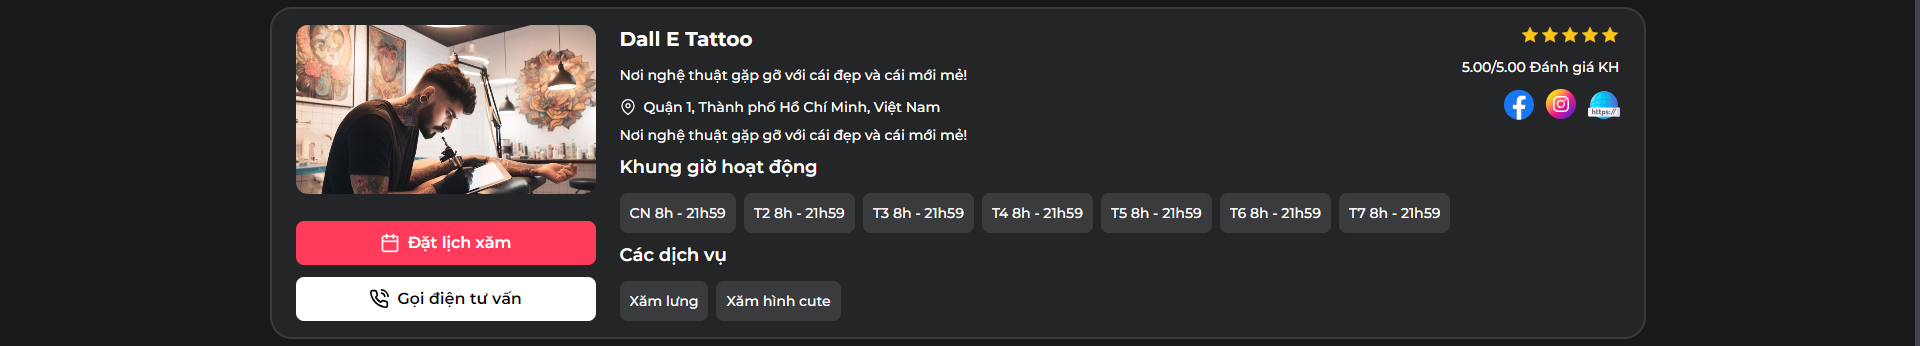 Dall E Tattoo
Nơi nghệ thuật gặp gỡ với cái đẹp và cái mới mẻ!
Quận 1, Thành phố Hồ Chí Minh, Việt Nam
Nơi nghệ thuật gặp gỡ với cái đẹp và cái mới mẻ!
Khung giờ hoạt động
CN 8h - 21h59 T2 8h - 21h59 T3 8h - 21h59 T4 8h - 21h59 T5 8h - 21h59 T6 8h - 21h59 T7 8h - 21h59
Các dịch vụ
Xăm lưng Xăm hình cute
Đặt lịch xăm
Gọi điện tư vấn
5.00/5.00 Đánh giá KH
https://